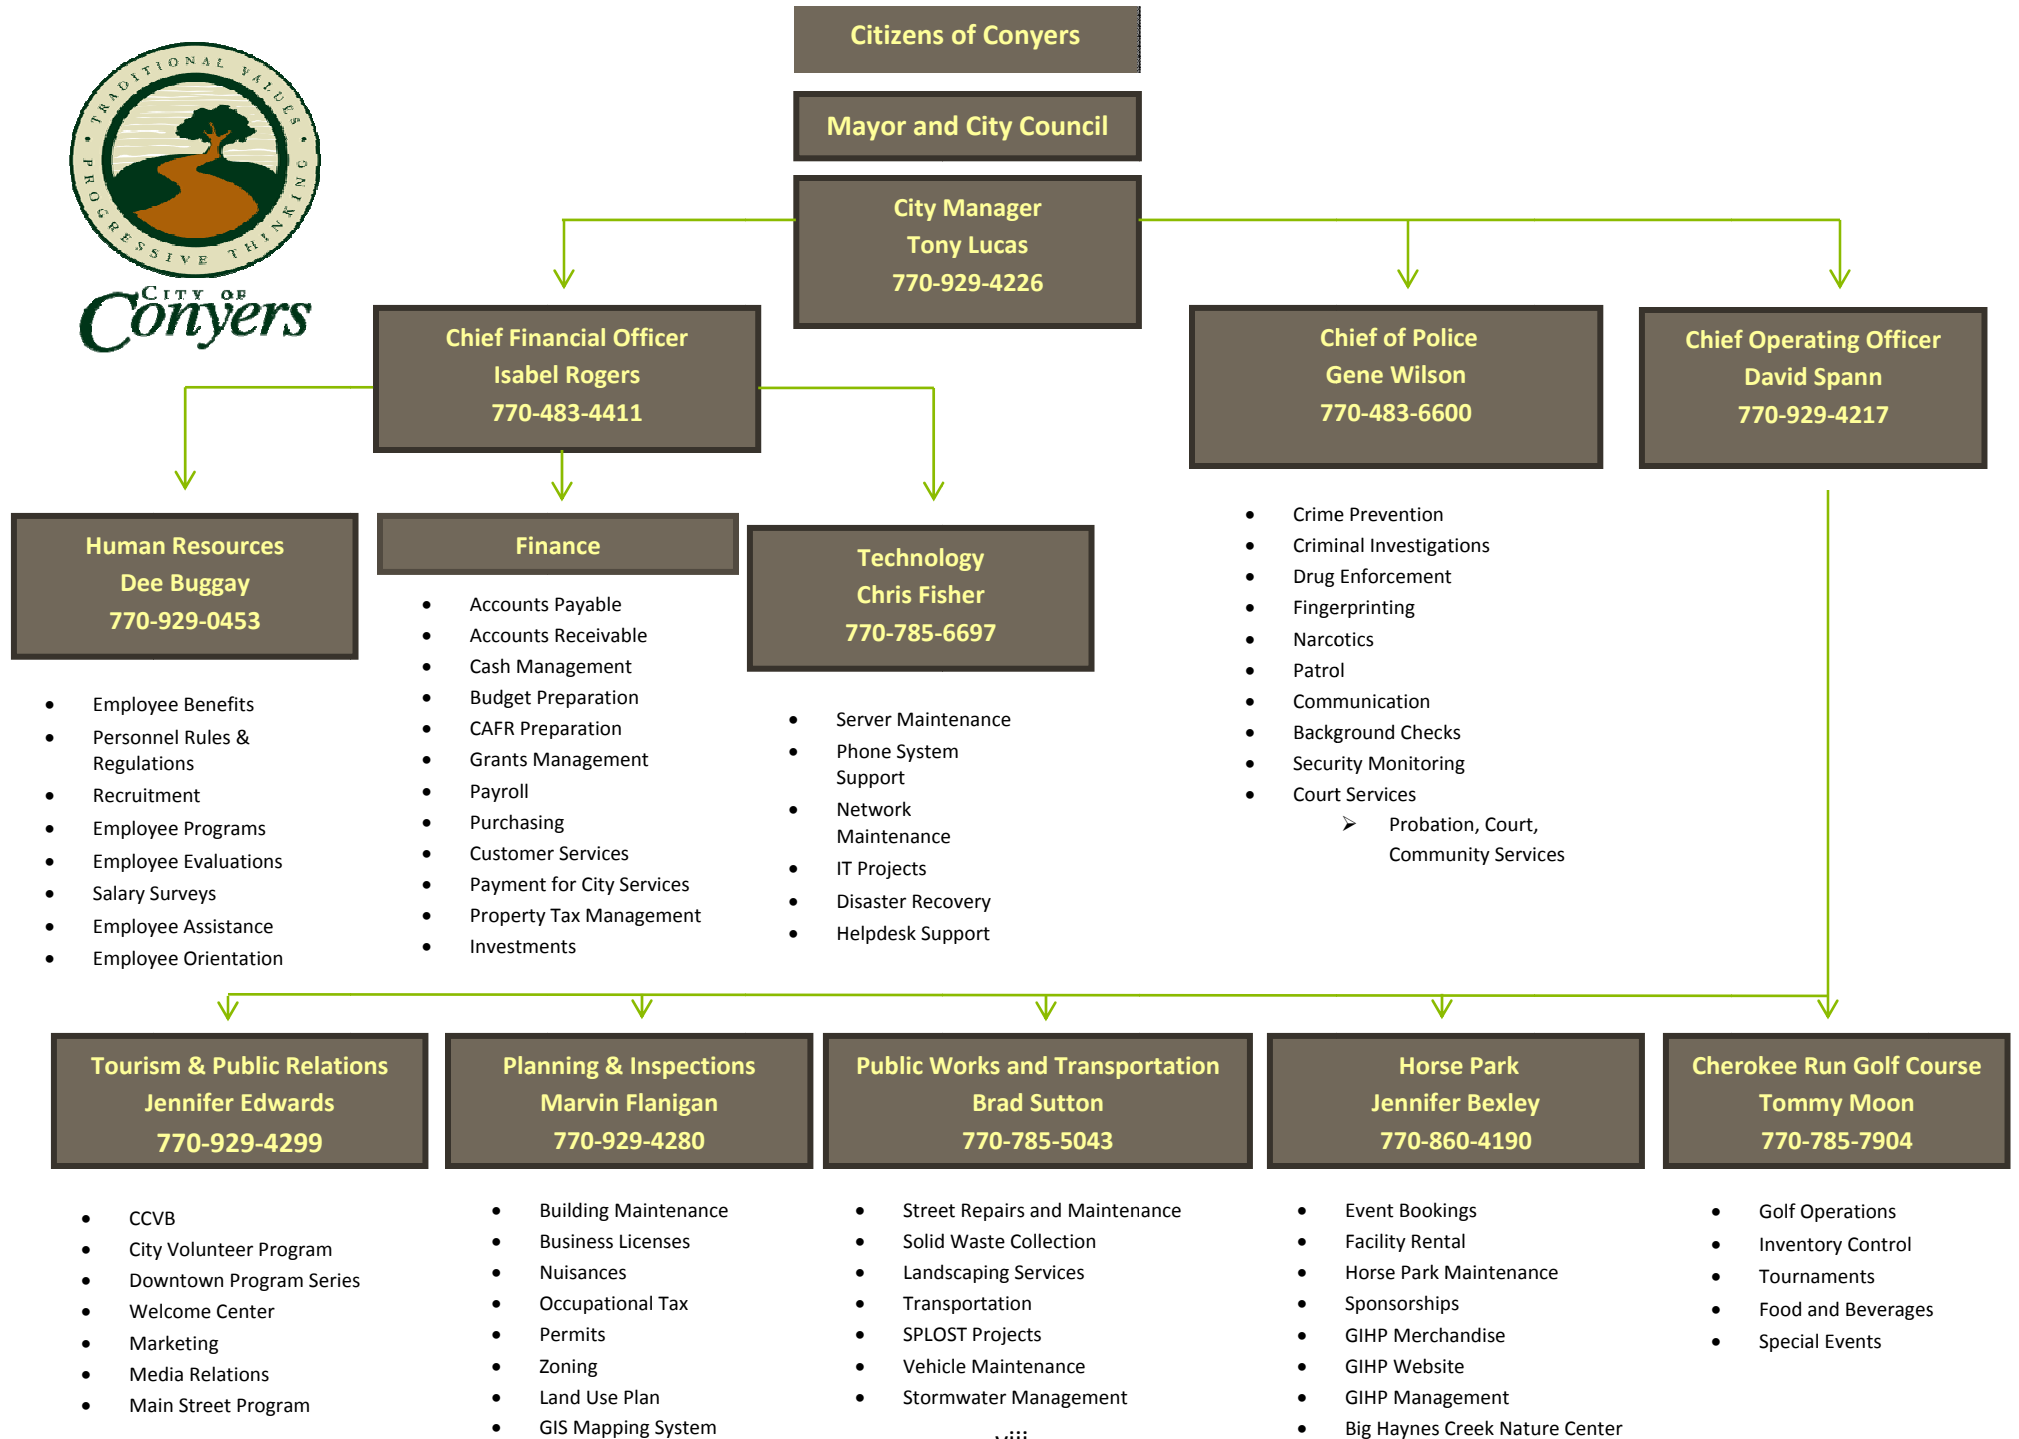 TRADITIONAL VALUES • PROGRESSIVE THINKING •
CITY OF
Conyers
Citizens of Conyers
Mayor and City Council
City Manager
Tony Lucas
770-929-4226
Chief Financial Officer
Isabel Rogers
770-483-4411
Chief of Police
Gene Wilson
770-483-6600
Chief Operating Officer
David Spann
770-929-4217
Human Resources
Dee Buggay
770-929-0453
• Employee Benefits
• Personnel Rules &
Regulations
• Recruitment
• Employee Programs
• Employee Evaluations
• Salary Surveys
• Employee Assistance
• Employee Orientation
Finance
• Accounts Payable
• Accounts Receivable
• Cash Management
• Budget Preparation
• CAFR Preparation
• Grants Management
• Payroll
• Purchasing
• Customer Services
• Payment for City Services
• Property Tax Management
• Investments
Technology
Chris Fisher
770-785-6697
• Server Maintenance
• Phone System
Support
• Network
Maintenance
• IT Projects
• Disaster Recovery
• Helpdesk Support
• Crime Prevention
• Criminal Investigations
• Drug Enforcement
• Fingerprinting
• Narcotics
• Patrol
• Communication
• Background Checks
• Security Monitoring
• Court Services
➢ Probation, Court,
Community Services
Tourism & Public Relations
Jennifer Edwards
770-929-4299
• CCVB
• City Volunteer Program
• Downtown Program Series
• Welcome Center
• Marketing
• Media Relations
• Main Street Program
Planning & Inspections
Marvin Flanigan
770-929-4280
• Building Maintenance
• Business Licenses
• Nuisances
• Occupational Tax
• Permits
• Zoning
• Land Use Plan
• GIS Mapping System
Public Works and Transportation
Brad Sutton
770-785-5043
• Street Repairs and Maintenance
• Solid Waste Collection
• Landscaping Services
• Transportation
• SPLOST Projects
• Vehicle Maintenance
• Stormwater Management
Horse Park
Jennifer Bexley
770-860-4190
• Event Bookings
• Facility Rental
• Horse Park Maintenance
• Sponsorships
• GIHP Merchandise
• GIHP Website
• GIHP Management
• Big Haynes Creek Nature Center
Cherokee Run Golf Course
Tommy Moon
770-785-7904
• Golf Operations
• Inventory Control
• Tournaments
• Food and Beverages
• Special Events
viii